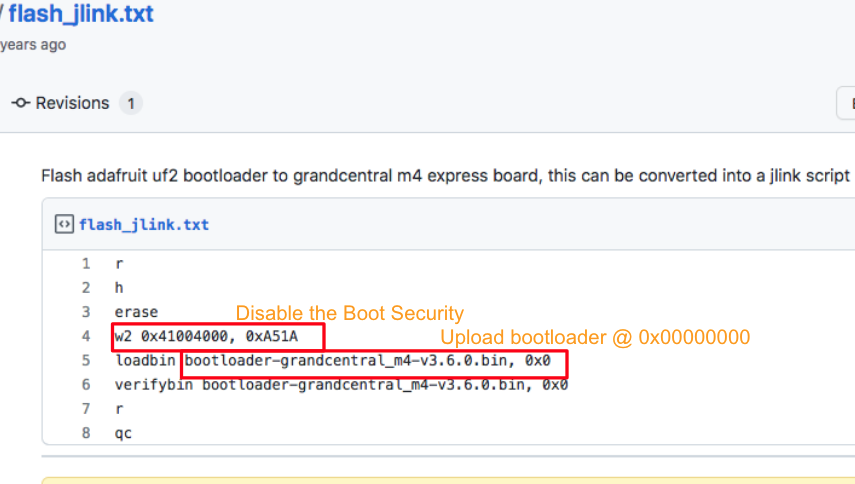 / flash_jlink.txt
years ago
Revisions 1
Flash adafruit uf2 bootloader to grandcentral m4 express board, this can be converted into a jlink script
flash_jlink.txt
1 r
2 h
3 erase Disable the Boot Security
4 w2 0x41004000, 0xA51A Upload bootloader @ 0x00000000
5 loadbin bootloader-grandcentral_m4-v3.6.0.bin, 0x0
6 verifybin bootloader-grandcentral_m4-v3.6.0.bin, 0x0
7 r
8 qc